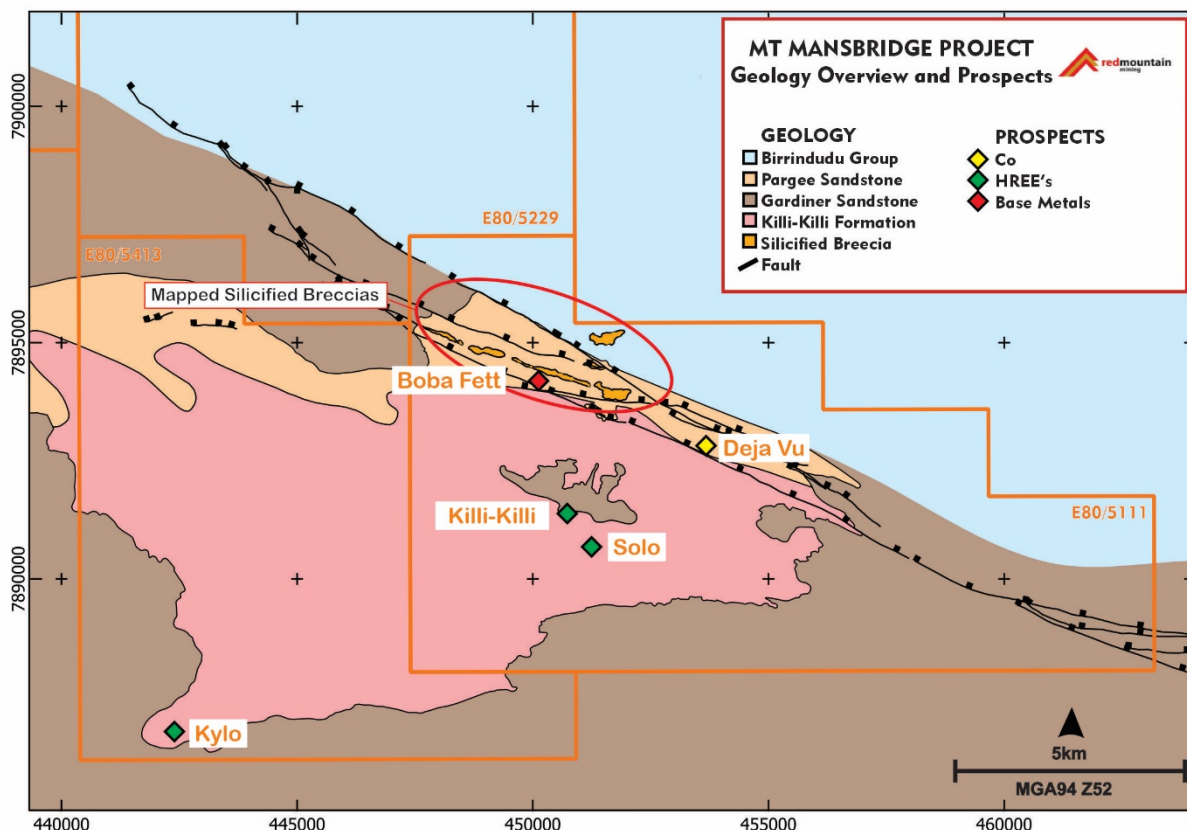 MT MANSBRIDGE PROJECT
Geology Overview and Prospects
redmountain
mining
GEOLOGY
Birrindudu Group
Pargee Sandstone
Gardiner Sandstone
Killi-Killi Formation
Silicified Breecia
Fault
PROSPECTS
Co
HREE's
Base Metals
E80/5229
E80/5413
Mapped Silicified Breccias
Boba Fett
Deja Vu
Killi-Killi
E80/5111
Solo
Kylo
5km
MGA94 Z52
7900000
7895000
7890000
440000
445000
450000
455000
460000